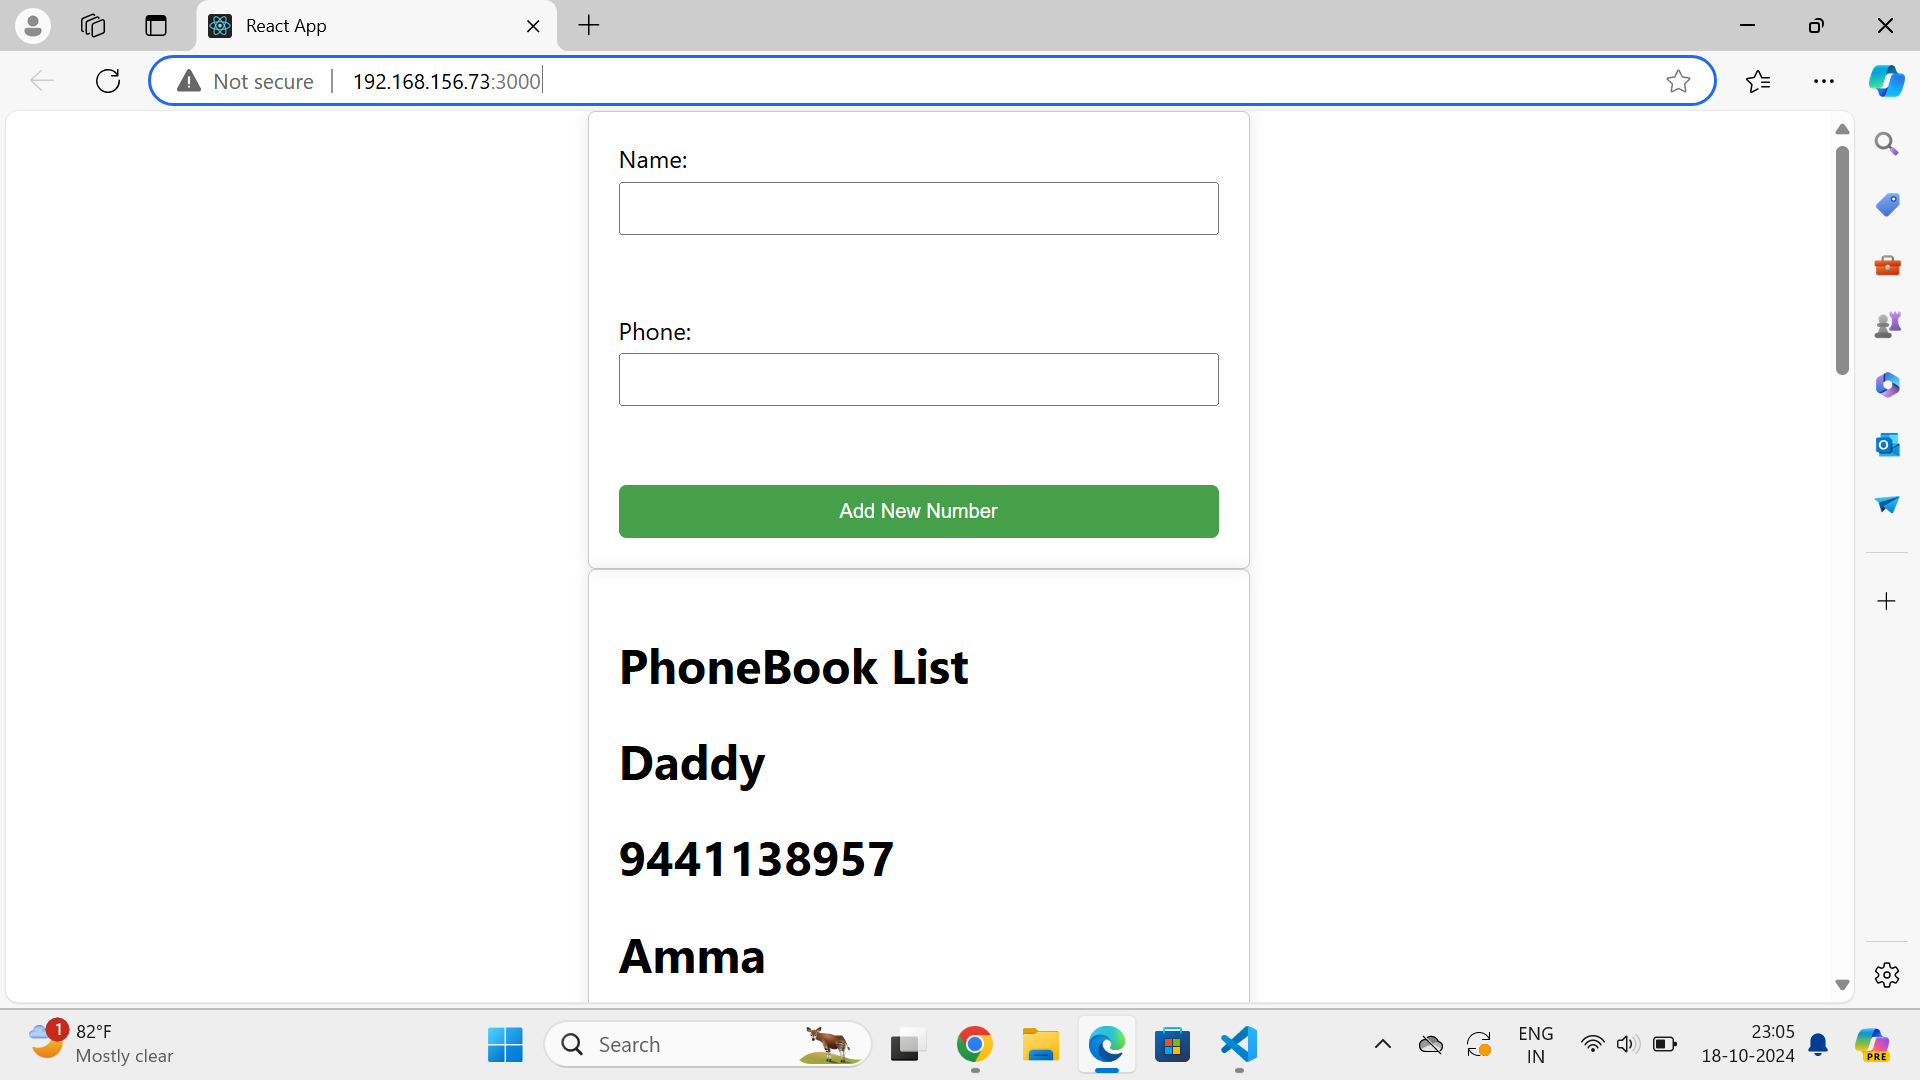 React App
Not secure
192.168.156.73:3000
Name:
Phone:
Add New Number
PhoneBook List
Daddy
9441138957
Amma
1
82°F
Mostly clear
Search
PRE
ENG
IN
23:05
18-10-2024